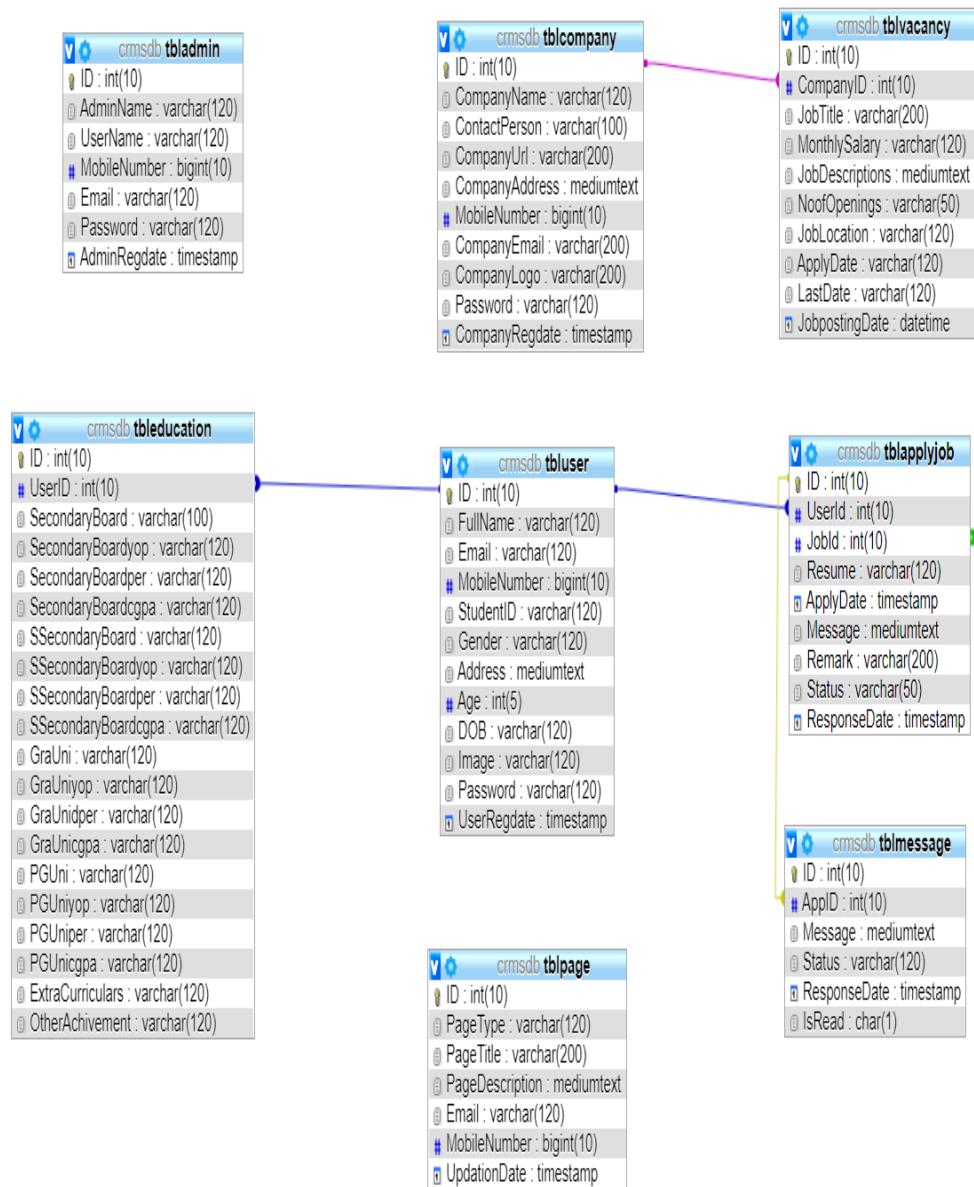 crmsdb tbladmin
ID : int(10)
AdminName : varchar(120)
UserName : varchar(120)
MobileNumber : bigint(10)
Email : varchar(120)
Password : varchar(120)
AdminRegdate : timestamp
crmsdb tblcompany
ID : int(10)
CompanyName : varchar(120)
ContactPerson : varchar(100)
CompanyUrl : varchar(200)
CompanyAddress : mediumtext
MobileNumber : bigint(10)
CompanyEmail : varchar(200)
CompanyLogo : varchar(200)
Password : varchar(120)
CompanyRegdate : timestamp
crmsdb tblvacancy
ID : int(10)
CompanyID : int(10)
JobTitle : varchar(200)
MonthlySalary : varchar(120)
JobDescriptions : mediumtext
NoofOpenings : varchar(50)
JobLocation : varchar(120)
ApplyDate : varchar(120)
LastDate : varchar(120)
JobpostingDate : datetime
crmsdb tbleducation
ID : int(10)
UserID : int(10)
SecondaryBoard : varchar(100)
SecondaryBoardyop : varchar(120)
SecondaryBoardper : varchar(120)
SecondaryBoardcgpa : varchar(120)
SSecondaryBoard : varchar(120)
SSecondaryBoardyop : varchar(120)
SSecondaryBoardper : varchar(120)
SSecondaryBoardcgpa : varchar(120)
GraUni : varchar(120)
GraUniyop : varchar(120)
GraUnidper : varchar(120)
GraUnicgpa : varchar(120)
PGUni : varchar(120)
PGUniyop : varchar(120)
PGUniper : varchar(120)
PGUnicgpa : varchar(120)
ExtraCurriculars : varchar(120)
OtherAchivement : varchar(120)
crmsdb tbluser
ID : int(10)
FullName : varchar(120)
Email : varchar(120)
MobileNumber : bigint(10)
StudentID : varchar(120)
Gender : varchar(120)
Address : mediumtext
Age : int(5)
DOB : varchar(120)
Image : varchar(120)
Password : varchar(120)
UserRegdate : timestamp
crmsdb tblapplyjob
ID : int(10)
UserId : int(10)
JobId : int(10)
Resume : varchar(120)
ApplyDate : timestamp
Message : mediumtext
Remark : varchar(200)
Status : varchar(50)
ResponseDate : timestamp
crmsdb tblmessage
ID : int(10)
AppID : int(10)
Message : mediumtext
Status : varchar(120)
ResponseDate : timestamp
IsRead : char(1)
crmsdb tblpage
ID : int(10)
PageType : varchar(120)
PageTitle : varchar(200)
PageDescription : mediumtext
Email : varchar(120)
MobileNumber : bigint(10)
UpdationDate : timestamp